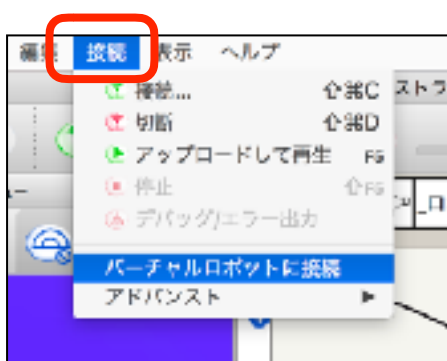 編集 接続 表示 ヘルプ
接続... ⇧⌘C
切断 ⇧⌘D
アップロードして再生 F5
停止 ⇧F5
デバッグ/エラー出力
バーチャルロボットに接続
アドバンスト
ストラ